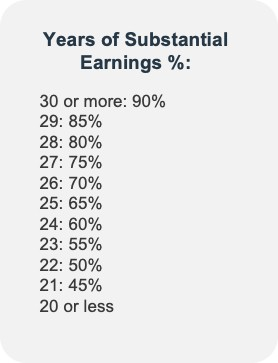 Years of Substantial
Earnings %:
30 or more: 90%
29: 85%
28: 80%
27: 75%
26: 70%
25: 65%
24: 60%
23: 55%
22: 50%
21: 45%
20 or less